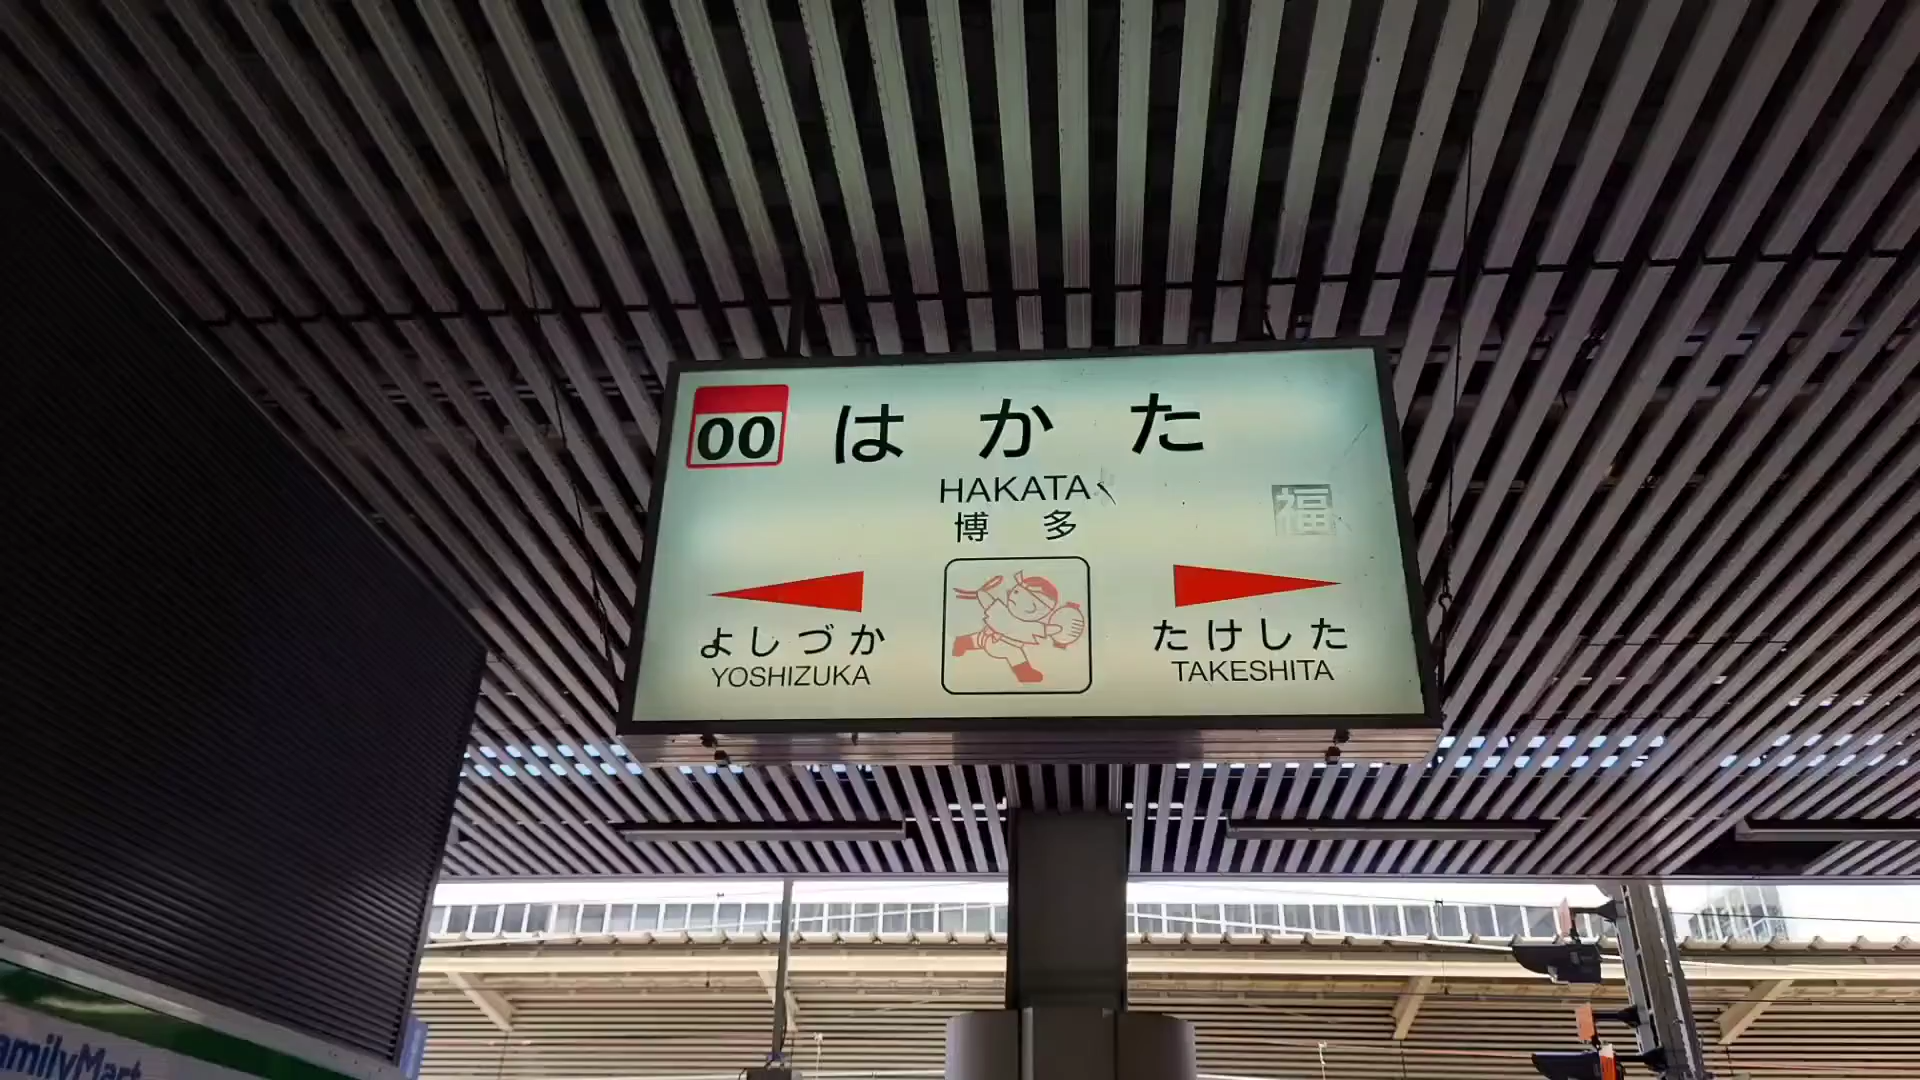 00
は か た
HAKATA
博 多
福
よしづか
YOSHIZUKA
たけした
TAKESHITA
amilyMart